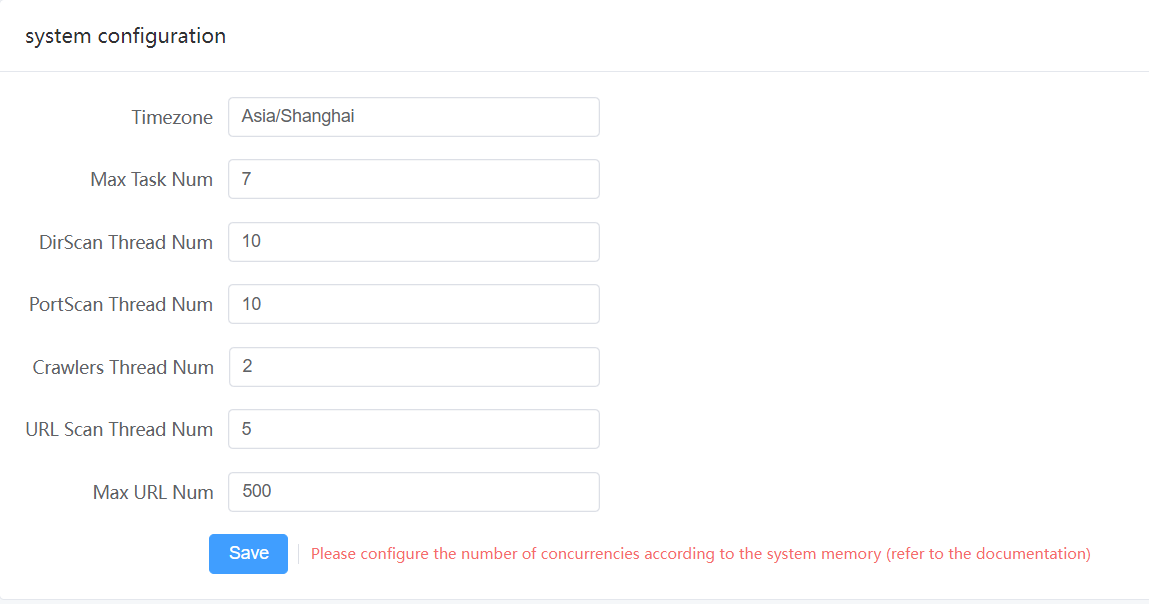 system configuration
Timezone Asia/Shanghai
Max Task Num 7
DirScan Thread Num 10
PortScan Thread Num 10
Crawlers Thread Num 2
URL Scan Thread Num 5
Max URL Num 500
Save Please configure the number of concurrencies according to the system memory (refer to the documentation)